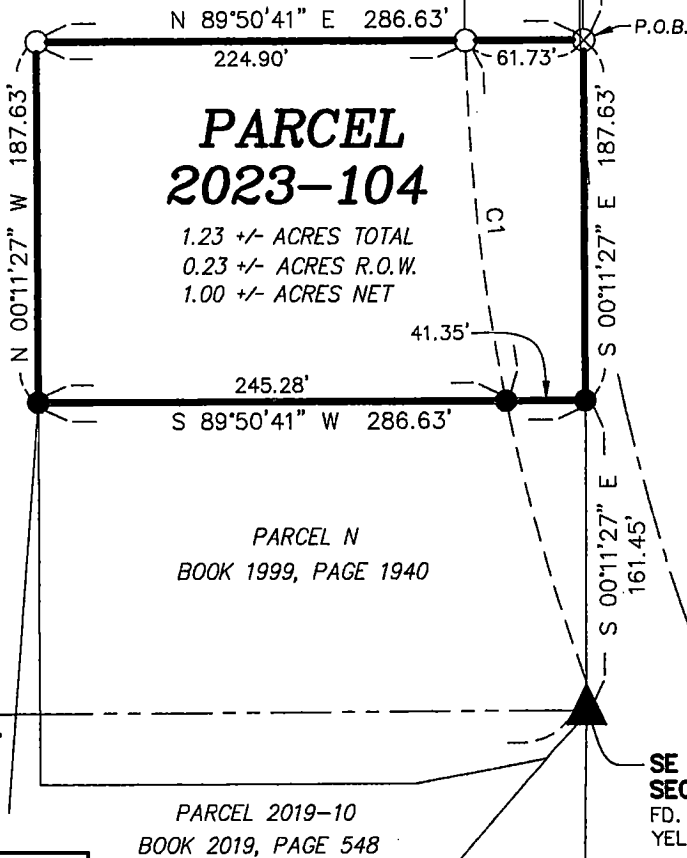 N 89°50'41" E 286.63'
P.O.B.
224.90'
61.73'
N 00°11'27" W 187.63'
PARCEL
2023-104
1.23 +/- ACRES TOTAL
0.23 +/- ACRES R.O.W.
1.00 +/- ACRES NET
C1
S 00°11'27" E 187.63'
41.35'
245.28'
S 89°50'41" W 286.63'
PARCEL N
BOOK 1999, PAGE 1940
S 00°11'27" E
161.45'
SE
SEC
FD.
YEL
PARCEL 2019-10
BOOK 2019, PAGE 548